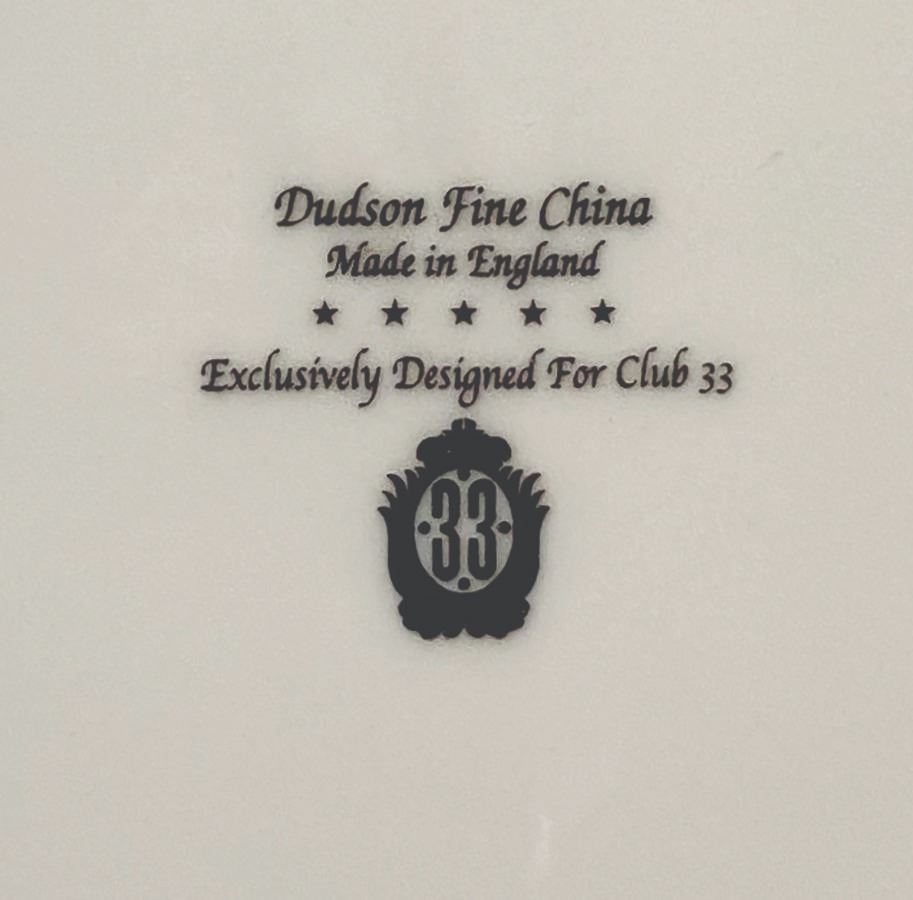 Dudson Fine China
Made in England
★ ★ ★ ★ ★
Exclusively Designed For Club 33
33